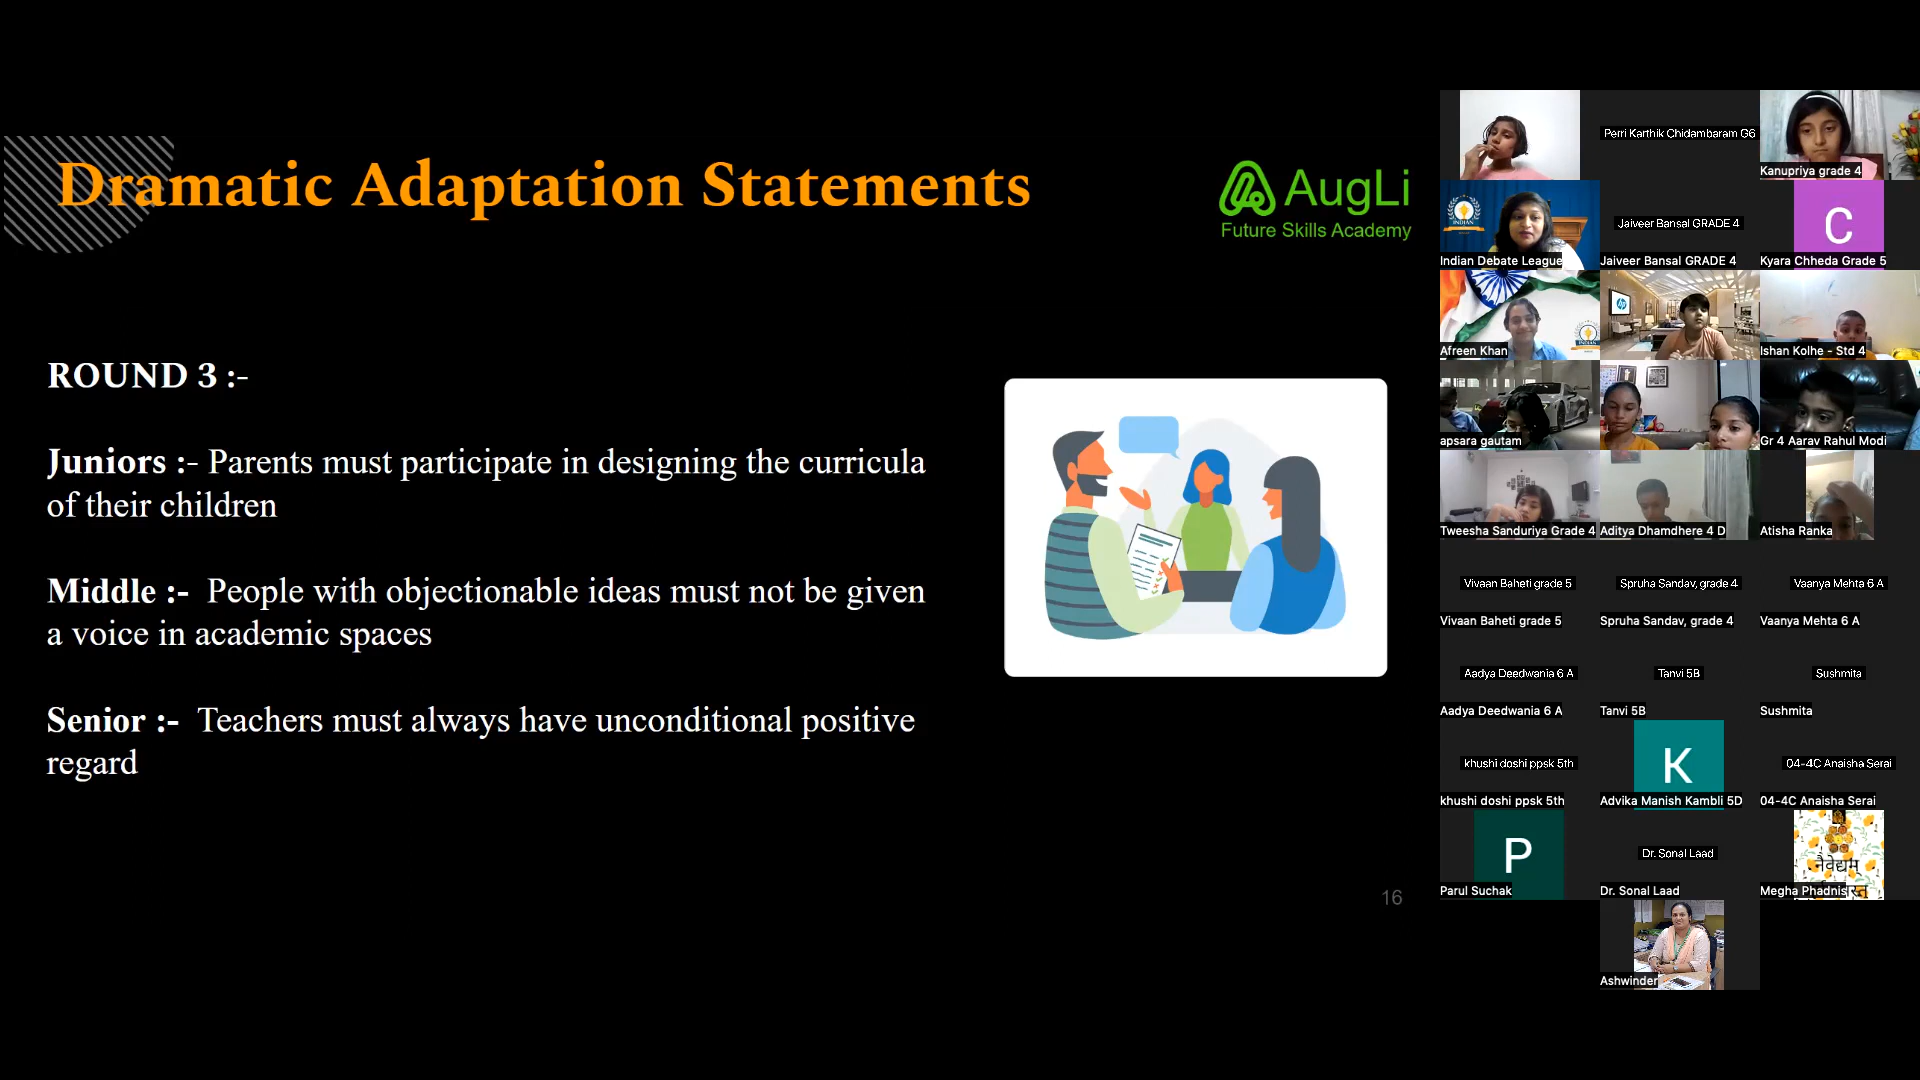 Dramatic Adaptation Statements
AugLi
Future Skills Academy
ROUND 3 :-
Juniors :- Parents must participate in designing the curricula
of their children
Middle :- People with objectionable ideas must not be given
a voice in academic spaces
Senior :- Teachers must always have unconditional positive
regard
16
Perri Karthik Chidambaram G6
Kanupriya grade 4
INDIAN
Indian Debate League
Jaiveer Bansal GRADE 4
Jaiveer Bansal GRADE 4
C
Kyara Chheda Grade 5
Afreen Khan
hp
Ishan Kolhe - Std 4
apsara gautam
Gr 4 Aarav Rahul Modi
Tweesha Sanduriya Grade 4
Aditya Dhamdhere 4 D
Atisha Ranka
Vivaan Baheti grade 5
Vivaan Baheti grade 5
Spruha Sandav, grade 4
Spruha Sandav, grade 4
Vaanya Mehta 6 A
Vaanya Mehta 6 A
Aadya Deedwania 6 A
Aadya Deedwania 6 A
Tanvi 5B
Tanvi 5B
Sushmita
Sushmita
khushi doshi ppsk 5th
khushi doshi ppsk 5th
K
Advika Manish Kambli 5D
04-4C Anaisha Serai
04-4C Anaisha Serai
P
Parul Suchak
Dr. Sonal Laad
Dr. Sonal Laad
नैवेद्यम्
Megha Phadnis
Ashwinder